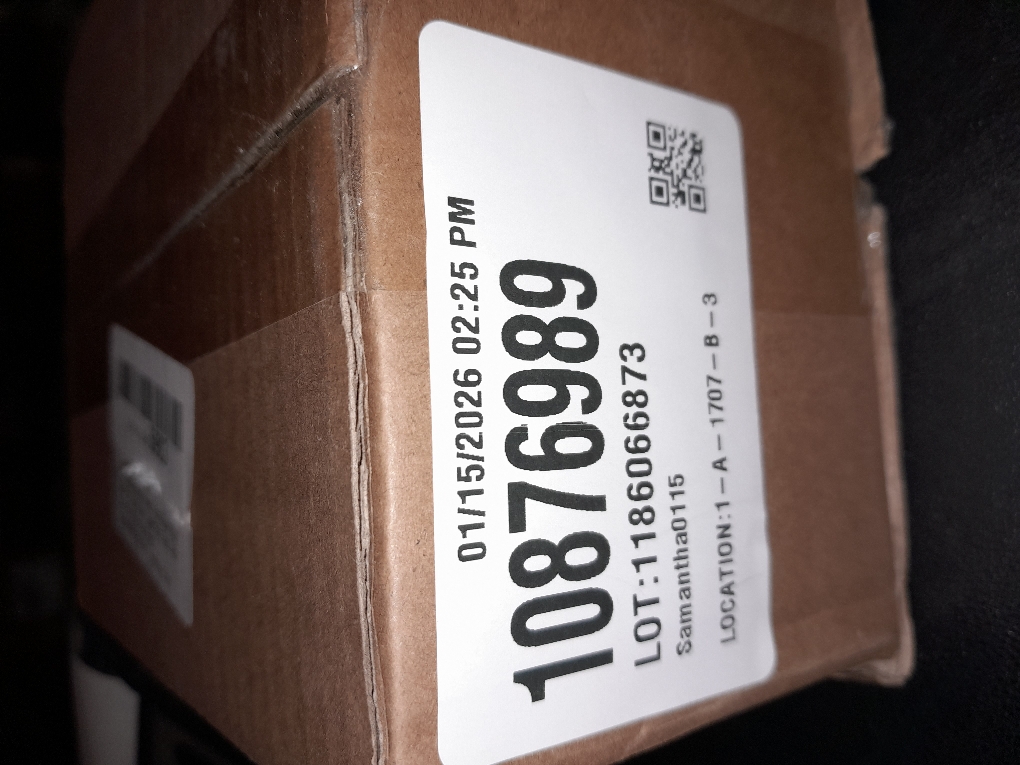 01/15/2026 02:25 PM
10876989
LOT:1186066873
Samantha0115
LOCATION:1-A-1707-B-3